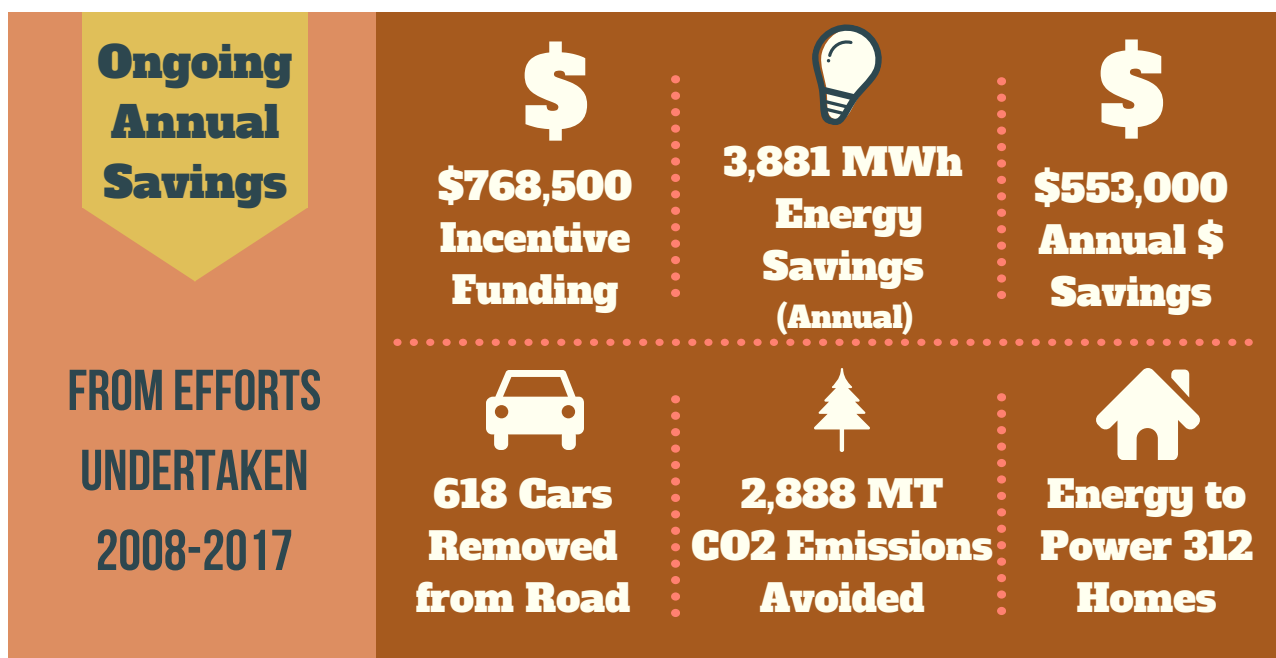 Ongoing
Annual
Savings
FROM EFFORTS
UNDERTAKEN
2008-2017
$
$768,500
Incentive
Funding
3,881 MWh
Energy
Savings
(Annual)
$
$553,000
Annual $
Savings
618 Cars
Removed
from Road
2,888 MT
CO2 Emissions
Avoided
Energy to
Power 312
Homes